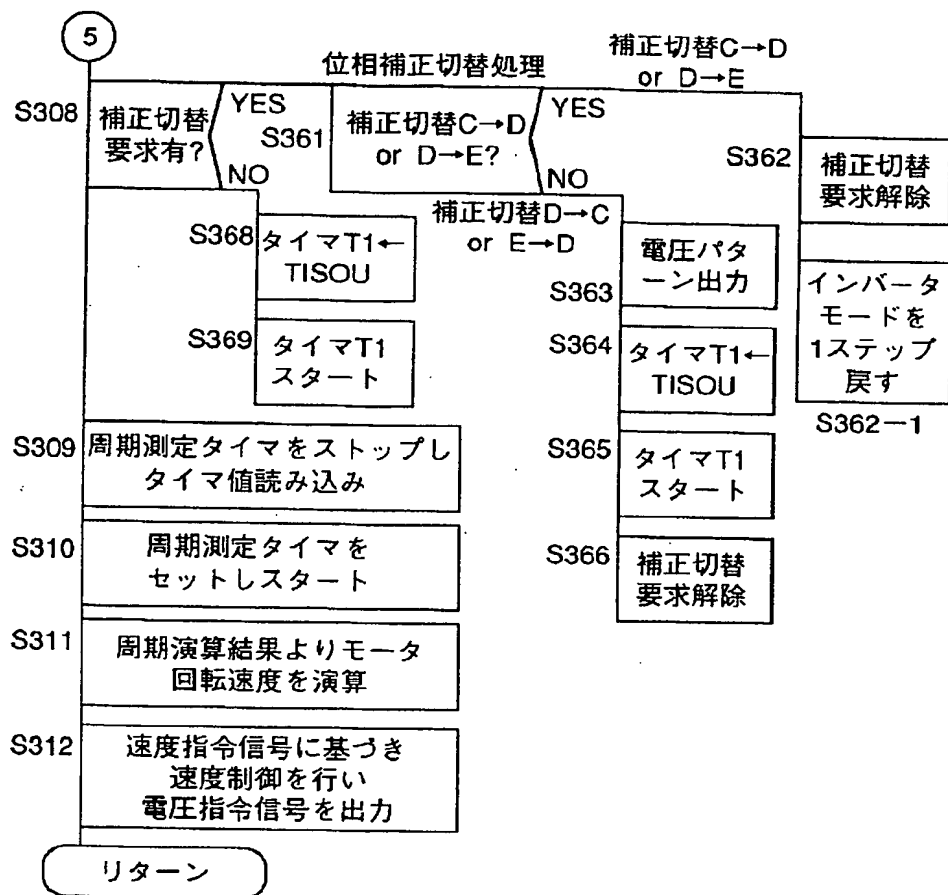 5
位相補正切替処理
補正切替C→D
or D→E
S308
補正切替
要求有?
YES
NO
S361
補正切替C→D
or D→E?
YES
NO
S362
補正切替
要求解除
インバータ
モードを
1ステップ
戻す
S362−1
補正切替D→C
or E→D
S363
電圧パタ
ーン出力
S364
タイマT1←
TISOU
S365
タイマT1
スタート
S366
補正切替
要求解除
S368
タイマT1←
TISOU
S369
タイマT1
スタート
S309
周期測定タイマをストップし
タイマ値読み込み
S310
周期測定タイマを
セットしスタート
S311
周期演算結果よりモータ
回転速度を演算
S312
速度指令信号に基づき
速度制御を行い
電圧指令信号を出力
リターン